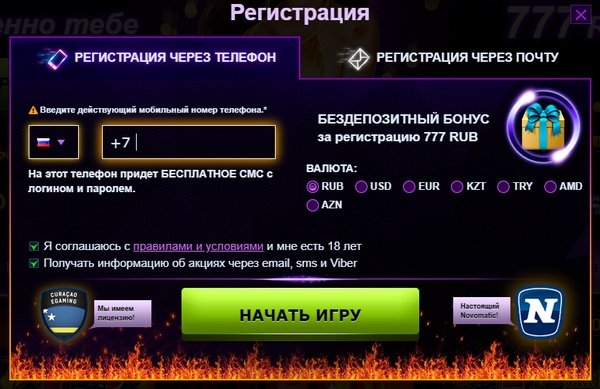 Регистрация
енно тебе
777
РЕГИСТРАЦИЯ ЧЕРЕЗ ТЕЛЕФОН
РЕГИСТРАЦИЯ ЧЕРЕЗ ПОЧТУ
Введите действующий мобильный номер телефона.*
+7
На этот телефон придет БЕСПЛАТНОЕ СМС с
логином и паролем.
БЕЗДЕПОЗИТНЫЙ БОНУС
за регистрацию 777 RUB
ВАЛЮТА:
RUB USD EUR KZT TRY AMD
AZN
Я соглашаюсь с правилами и условиями и мне есть 18 лет
Получать информацию об акциях через email, sms и Viber
CURAÇAO
EGAMING
Мы имеем
лицензию!
НАЧАТЬ ИГРУ
Настоящий
Novomatic!
N